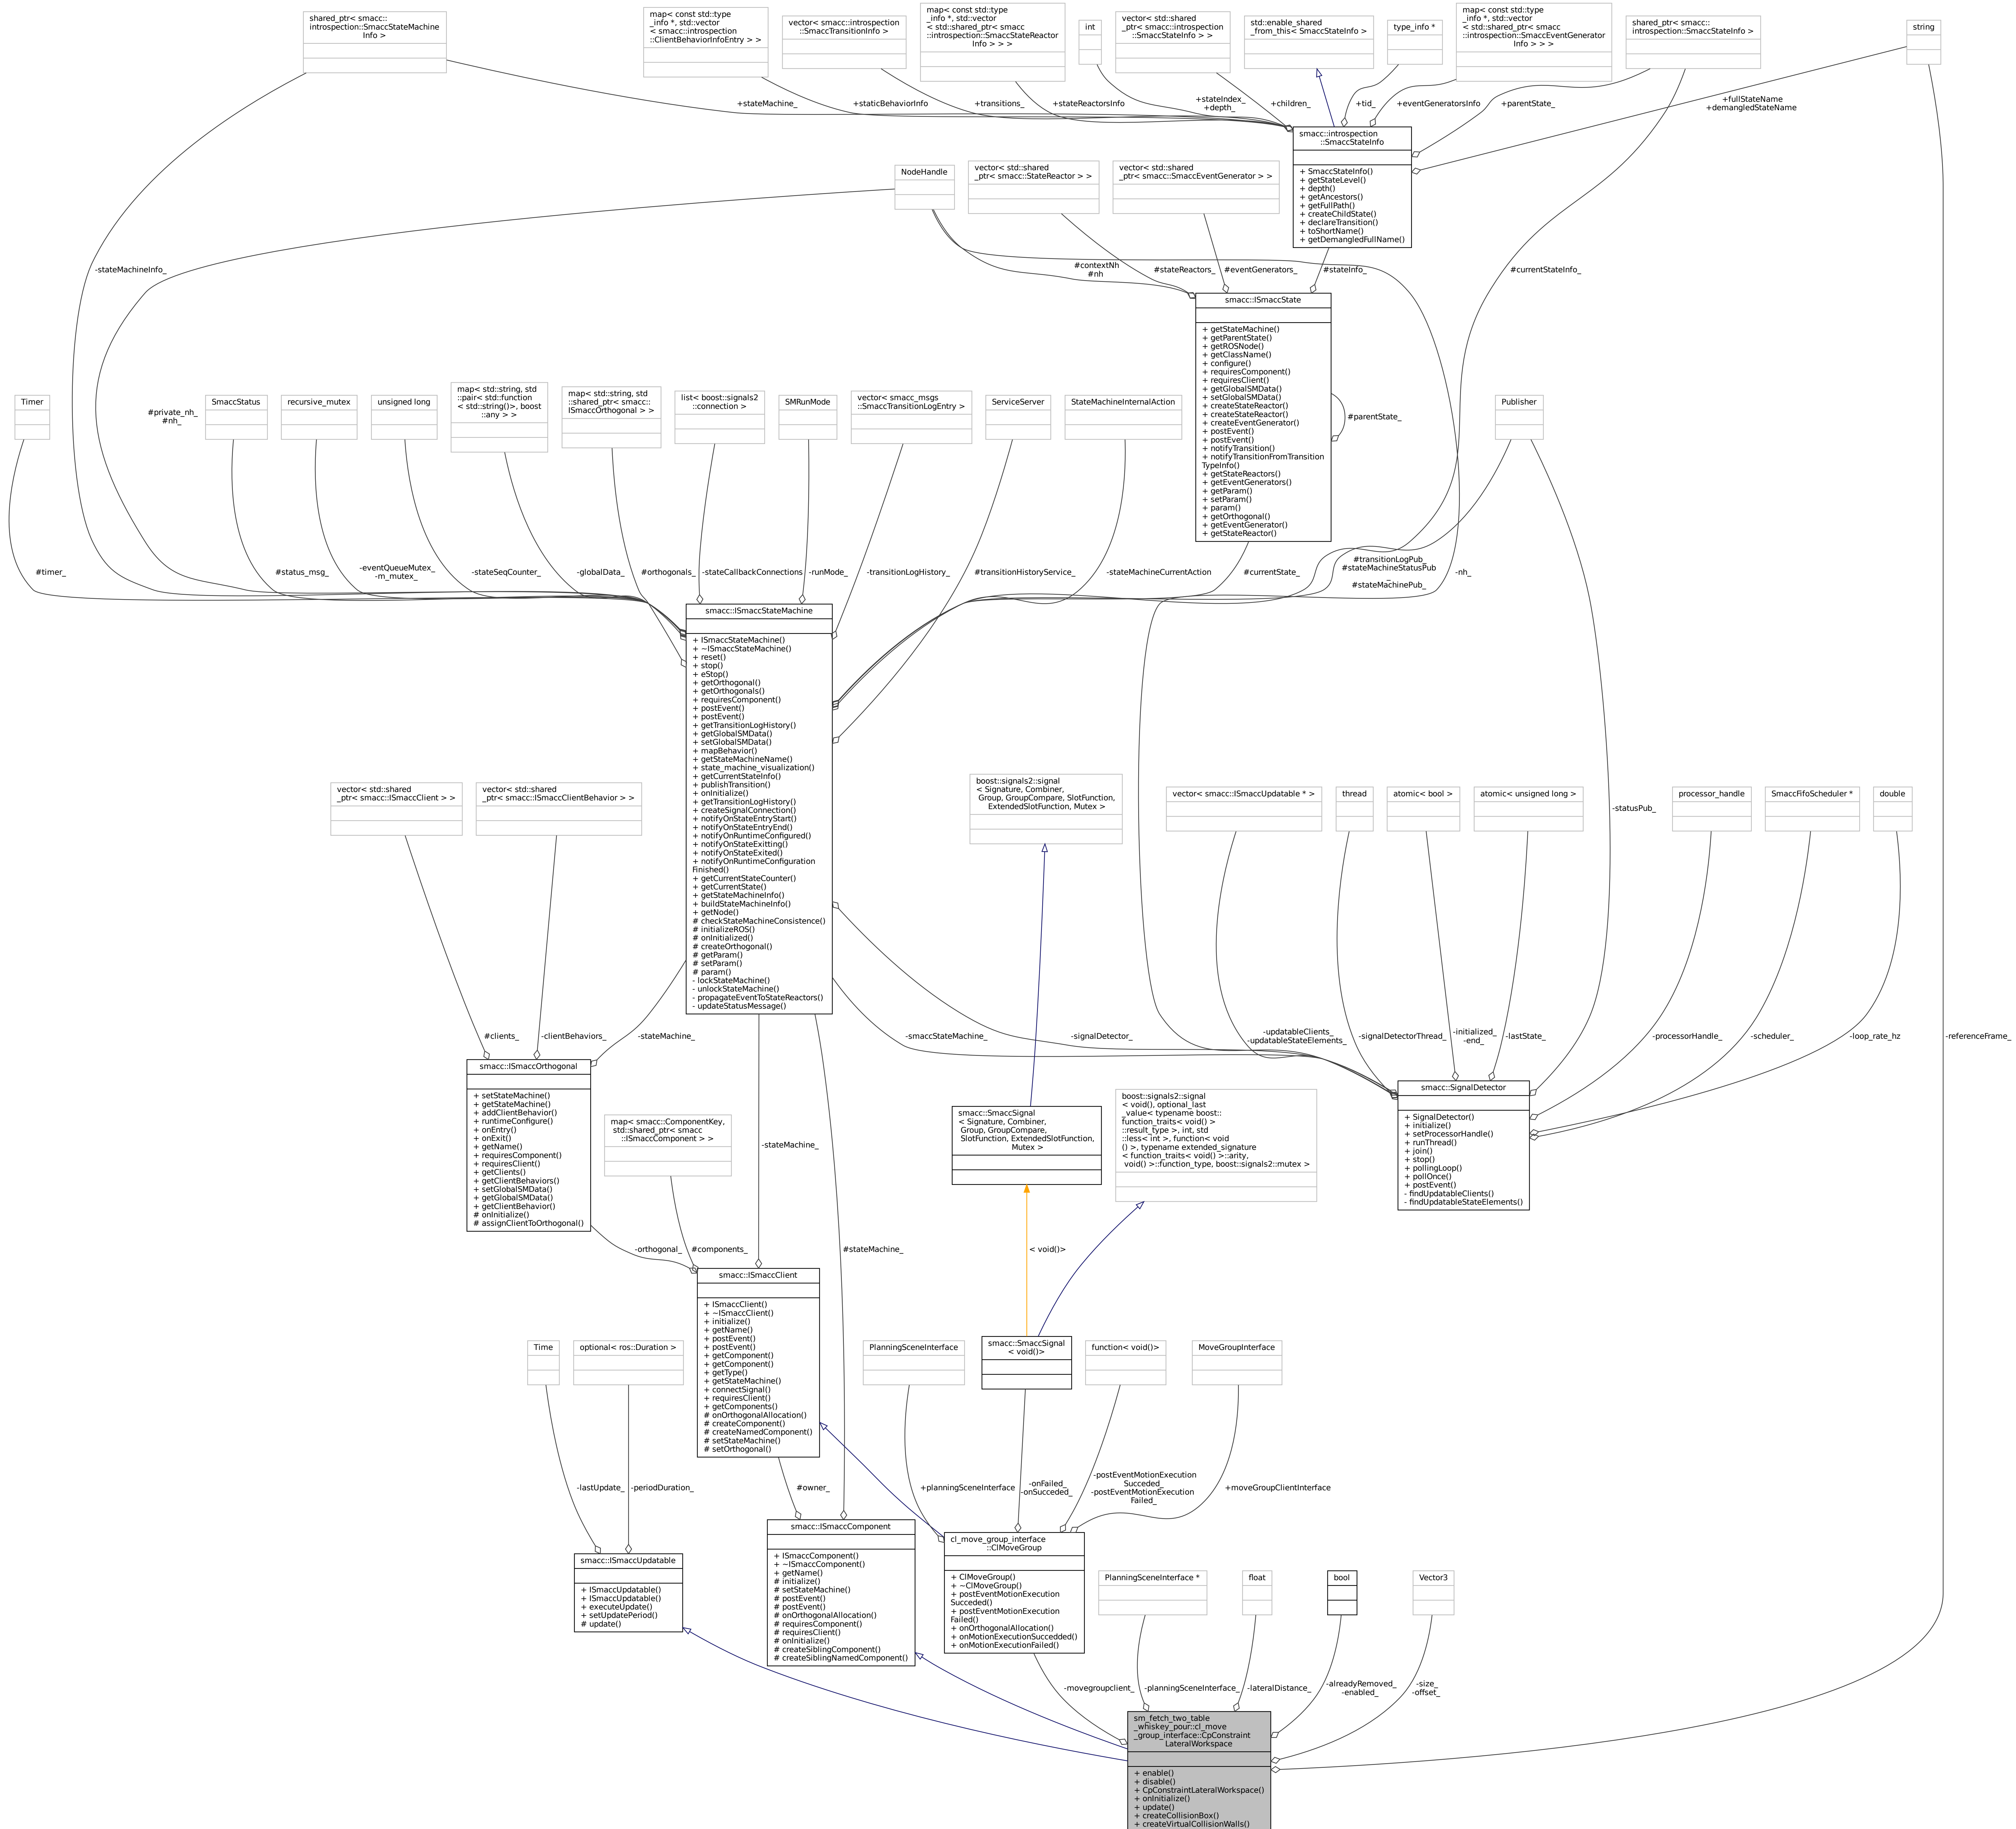 shared_ptr< smacc::
introspection::SmaccStateMachine
Info >
map< const std::type
_info *, std::vector
< smacc::introspection
::ClientBehaviorInfoEntry > >
vector< smacc::introspection
::SmaccTransitionInfo >
map< const std::type
_info *, std::vector
< std::shared_ptr< smacc
::introspection::SmaccStateReactor
Info > > >
int
vector< std::shared
_ptr< smacc::introspection
::SmaccStateInfo > >
std::enable_shared
_from_this< SmaccStateInfo >
type_info *
map< const std::type
_info *, std::vector
< std::shared_ptr< smacc
::introspection::SmaccEventGenerator
Info > > >
shared_ptr< smacc::
introspection::SmaccStateInfo >
string
+stateMachine_
+staticBehaviorInfo
+transitions_
+stateReactorsInfo
+stateIndex_
+depth_
+children_
+tid_
+eventGeneratorsInfo
+parentState_
+fullStateName
+demangledStateName
smacc::introspection
::SmaccStateInfo
+ SmaccStateInfo()
+ getStateLevel()
+ depth()
+ getAncestors()
+ getFullPath()
+ createChildState()
+ declareTransition()
+ toShortName()
+ getDemangledFullName()
NodeHandle
vector< std::shared
_ptr< smacc::StateReactor > >
vector< std::shared
_ptr< smacc::SmaccEventGenerator > >
-stateMachineInfo_
#contextNh
#nh
#stateReactors_
#eventGenerators_
#stateInfo_
#currentStateInfo_
smacc::ISmaccState
+ getStateMachine()
+ getParentState()
+ getROSNode()
+ getClassName()
+ configure()
+ requiresComponent()
+ requiresClient()
+ getGlobalSMData()
+ setGlobalSMData()
+ createStateReactor()
+ createStateReactor()
+ createEventGenerator()
+ postEvent()
+ postEvent()
+ notifyTransition()
+ notifyTransitionFromTransition
TypeInfo()
+ getStateReactors()
+ getEventGenerators()
+ getParam()
+ setParam()
+ param()
+ getOrthogonal()
+ getEventGenerator()
+ getStateReactor()
#parentState_
Timer
#private_nh_
#nh_
SmaccStatus
recursive_mutex
unsigned long
map< std::string, std
::pair< std::function
< std::string()>, boost
::any > >
map< std::string, std
::shared_ptr< smacc::
ISmaccOrthogonal > >
list< boost::signals2
::connection >
SMRunMode
vector< smacc_msgs
::SmaccTransitionLogEntry >
ServiceServer
StateMachineInternalAction
Publisher
#timer_
#status_msg_
-eventQueueMutex_
-m_mutex_
-stateSeqCounter_
-globalData_
#orthogonals_
-stateCallbackConnections
-runMode_
-transitionLogHistory_
#transitionHistoryService_
-stateMachineCurrentAction
#currentState_
#transitionLogPub_
#stateMachineStatusPub
_
#stateMachinePub_
-nh_
smacc::ISmaccStateMachine
+ ISmaccStateMachine()
+ ~ISmaccStateMachine()
+ reset()
+ stop()
+ eStop()
+ getOrthogonal()
+ getOrthogonals()
+ requiresComponent()
+ postEvent()
+ postEvent()
+ getTransitionLogHistory()
+ getGlobalSMData()
+ setGlobalSMData()
+ mapBehavior()
+ getStateMachineName()
+ state_machine_visualization()
+ getCurrentStateInfo()
+ publishTransition()
+ onInitialize()
+ getTransitionLogHistory()
+ createSignalConnection()
+ notifyOnStateEntryStart()
+ notifyOnStateEntryEnd()
+ notifyOnRuntimeConfigured()
+ notifyOnStateExitting()
+ notifyOnStateExited()
+ notifyOnRuntimeConfiguration
Finished()
+ getCurrentStateCounter()
+ getCurrentState()
+ getStateMachineInfo()
+ buildStateMachineInfo()
+ getNode()
# checkStateMachineConsistence()
# initializeROS()
# onInitialized()
# createOrthogonal()
# getParam()
# setParam()
# param()
- lockStateMachine()
- unlockStateMachine()
- propagateEventToStateReactors()
- updateStatusMessage()
vector< std::shared
_ptr< smacc::ISmaccClient > >
vector< std::shared
_ptr< smacc::ISmaccClientBehavior > >
boost::signals2::signal
< Signature, Combiner,
Group, GroupCompare, SlotFunction,
ExtendedSlotFunction, Mutex >
vector< smacc::ISmaccUpdatable * >
thread
atomic< bool >
atomic< unsigned long >
-statusPub_
processor_handle
SmaccFifoScheduler *
double
#clients_
-clientBehaviors_
-stateMachine_
-smaccStateMachine_
-signalDetector_
-updatableClients_
-updatableStateElements_
-signalDetectorThread_
-initialized_
-end_
-lastState_
-processorHandle_
-scheduler_
-loop_rate_hz
-referenceFrame_
smacc::ISmaccOrthogonal
+ setStateMachine()
+ getStateMachine()
+ addClientBehavior()
+ runtimeConfigure()
+ onEntry()
+ onExit()
+ getName()
+ requiresComponent()
+ requiresClient()
+ getClients()
+ getClientBehaviors()
+ setGlobalSMData()
+ getGlobalSMData()
+ getClientBehavior()
# onInitialize()
# assignClientToOrthogonal()
map< smacc::ComponentKey,
std::shared_ptr< smacc
::ISmaccComponent > >
-stateMachine_
smacc::SmaccSignal
< Signature, Combiner,
Group, GroupCompare,
SlotFunction, ExtendedSlotFunction,
Mutex >
boost::signals2::signal
< void(), optional_last
_value< typename boost::
function_traits< void() >
::result_type >, int, std
::less< int >, function< void
() >, typename extended_signature
< function_traits< void() >::arity,
void() >::function_type, boost::signals2::mutex >
smacc::SignalDetector
+ SignalDetector()
+ initialize()
+ setProcessorHandle()
+ runThread()
+ join()
+ stop()
+ pollingLoop()
+ pollOnce()
+ postEvent()
- findUpdatableClients()
- findUpdatableStateElements()
-orthogonal_
#components_
#stateMachine_
< void()>
smacc::ISmaccClient
+ ISmaccClient()
+ ~ISmaccClient()
+ initialize()
+ getName()
+ postEvent()
+ postEvent()
+ getComponent()
+ getComponent()
+ getType()
+ getStateMachine()
+ connectSignal()
+ requiresClient()
+ getComponents()
# onOrthogonalAllocation()
# createComponent()
# createNamedComponent()
# setStateMachine()
# setOrthogonal()
Time
optional< ros::Duration >
PlanningSceneInterface
smacc::SmaccSignal
< void()>
function< void()>
MoveGroupInterface
-lastUpdate_
-periodDuration_
#owner_
+planningSceneInterface
-onFailed_
-onSucceded_
-postEventMotionExecution
Succeded_
-postEventMotionExecution
Failed_
+moveGroupClientInterface
smacc::ISmaccUpdatable
+ ISmaccUpdatable()
+ ISmaccUpdatable()
+ executeUpdate()
+ setUpdatePeriod()
# update()
smacc::ISmaccComponent
+ ISmaccComponent()
+ ~ISmaccComponent()
+ getName()
# initialize()
# setStateMachine()
# postEvent()
# postEvent()
# onOrthogonalAllocation()
# requiresComponent()
# requiresClient()
# onInitialize()
# createSiblingComponent()
# createSiblingNamedComponent()
cl_move_group_interface
::ClMoveGroup
+ ClMoveGroup()
+ ~ClMoveGroup()
+ postEventMotionExecution
Succeded()
+ postEventMotionExecution
Failed()
+ onOrthogonalAllocation()
+ onMotionExecutionSuccedded()
+ onMotionExecutionFailed()
PlanningSceneInterface *
float
bool
Vector3
-movegroupclient_
-planningSceneInterface_
-lateralDistance_
-alreadyRemoved_
-enabled_
-size_
-offset_
sm_fetch_two_table
_whiskey_pour::cl_move
_group_interface::CpConstraint
LateralWorkspace
+ enable()
+ disable()
+ CpConstraintLateralWorkspace()
+ onInitialize()
+ update()
+ createCollisionBox()
+ createVirtualCollisionWalls()